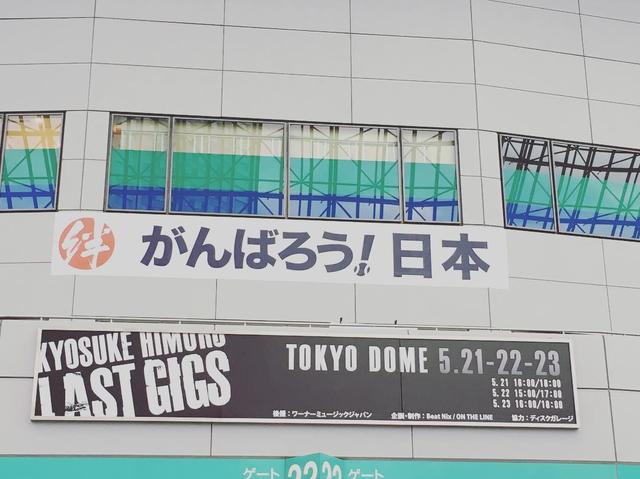 絆 がんばろう!日本
KYOSUKE HIMURO
LAST GIGS
TOKYO DOME 5.21-22-23
5.21 16:00/18:00
5.22 15:00/17:00
5.23 16:00/18:00
後援:ワーナーミュージックジャパン 企画・制作:Beat Nix / ON THE LINE 協力:ディスクガレージ
ゲート 22 ゲート